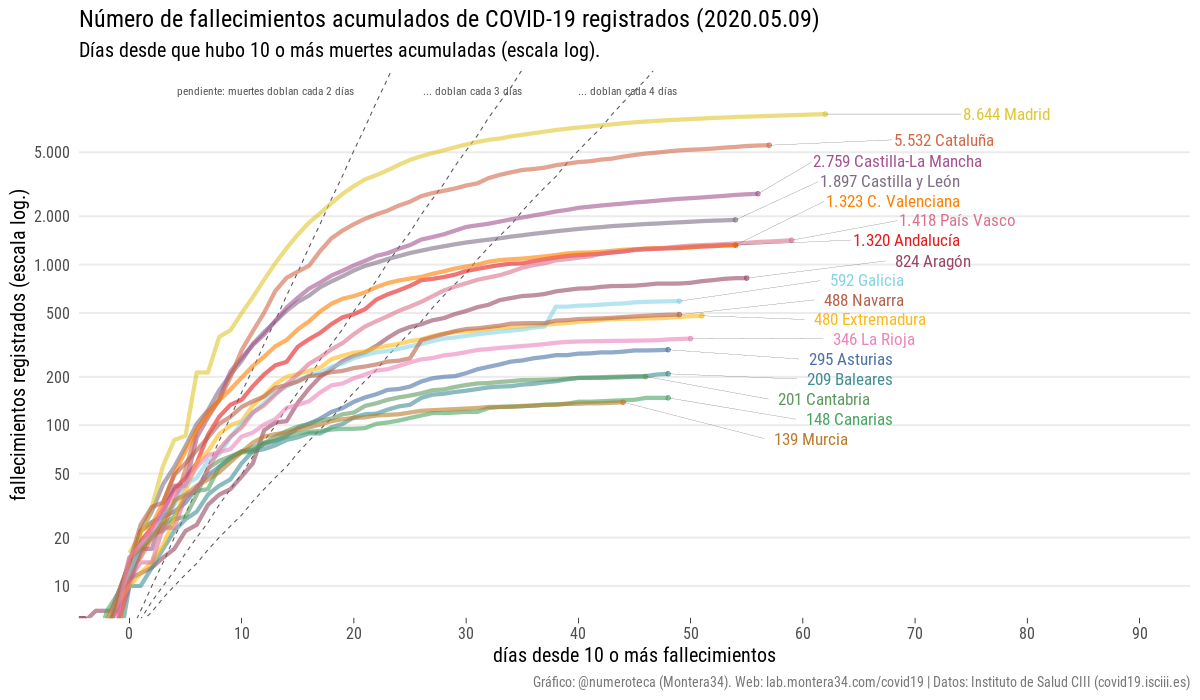 Número de fallecimientos acumulados de COVID-19 registrados (2020.05.09)
Días desde que hubo 10 o más muertes acumuladas (escala log).
pendiente: muertes doblan cada 2 días
... doblan cada 3 días
... doblan cada 4 días
fallecimientos registrados (escala log.)
5.000
2.000
1.000
500
200
100
50
20
10
8.644 Madrid
5.532 Cataluña
2.759 Castilla-La Mancha
1.897 Castilla y León
1.323 C. Valenciana
1.418 País Vasco
1.320 Andalucía
824 Aragón
592 Galicia
488 Navarra
480 Extremadura
346 La Rioja
295 Asturias
209 Baleares
201 Cantabria
148 Canarias
139 Murcia
0 10 20 30 40 50 60 70 80 90
días desde 10 o más fallecimientos
Gráfico: @numeroteca (Montera34). Web: lab.montera34.com/covid19 | Datos: Instituto de Salud CIII (covid19.isciii.es)